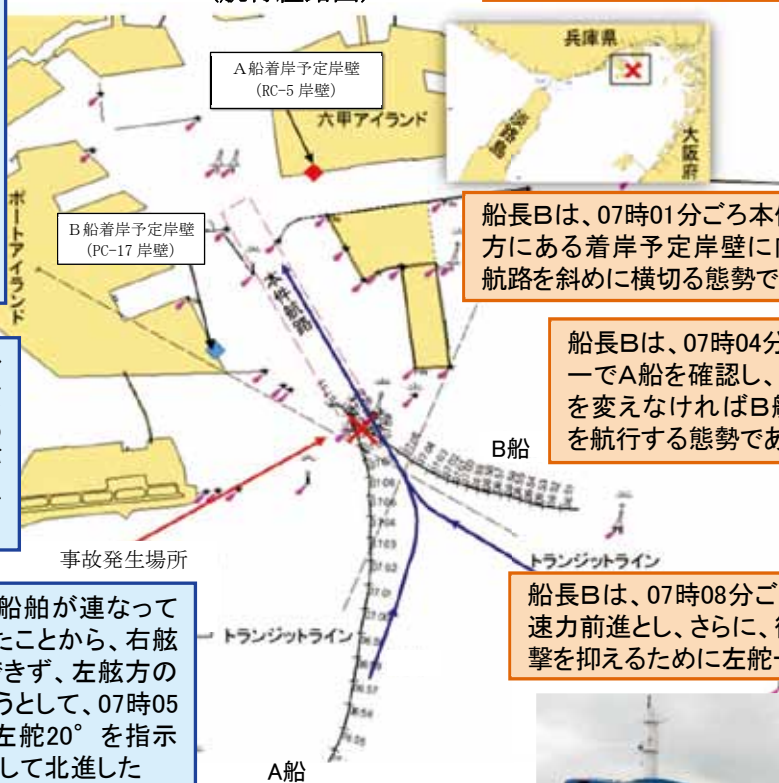 兵庫県
A船着岸予定岸壁
(RC-5 岸壁)
六甲アイランド
淡路島
大阪府
ポートアイランド
B船着岸予定岸壁
(PC-17 岸壁)
本件航路
船長Bは、07時01分ごろ本
方にある着岸予定岸壁に
航路を斜めに横切る態勢で
船長Bは、07時04分
ーでA船を確認し、
を変えなければB船
を航行する態勢であ
B船
事故発生場所
トランジットライン
船舶が連なって
たことから、右舷
できず、左舷方の
うとして、07時05
左舵20°を指示
して北進した
トランジットライン
船長Bは、07時08分ご
速力前進とし、さらに、
撃を抑えるために左舵
A船